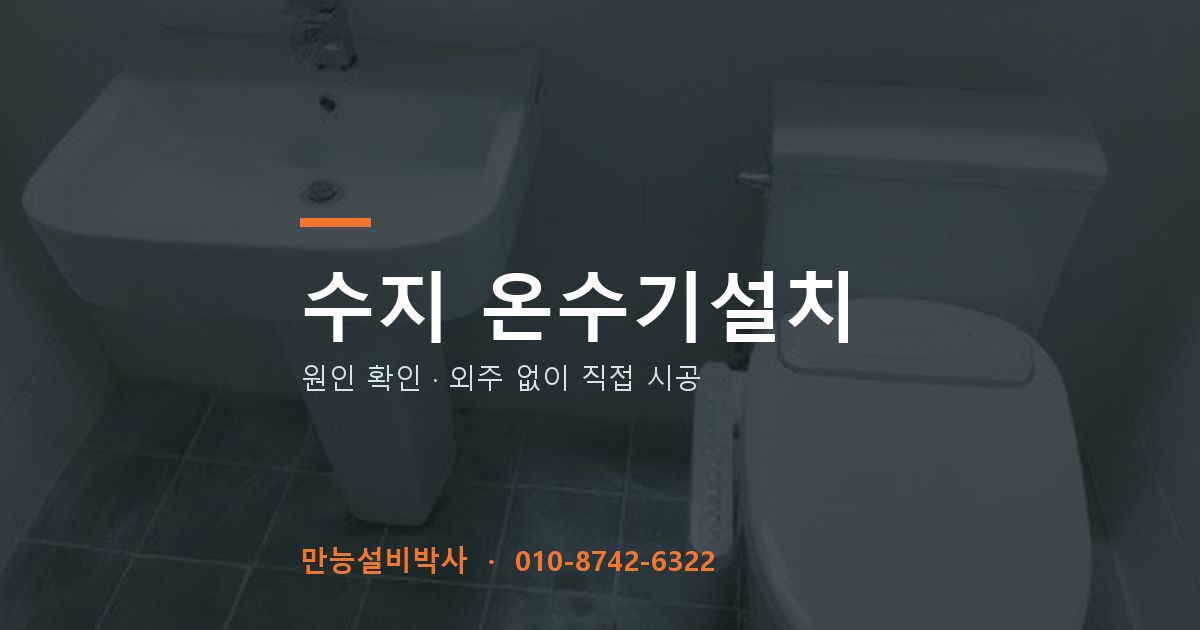 수지 온수기설치
원인 확인 · 외주 없이 직접 시공
만능설비박사 · 010-8742-6322